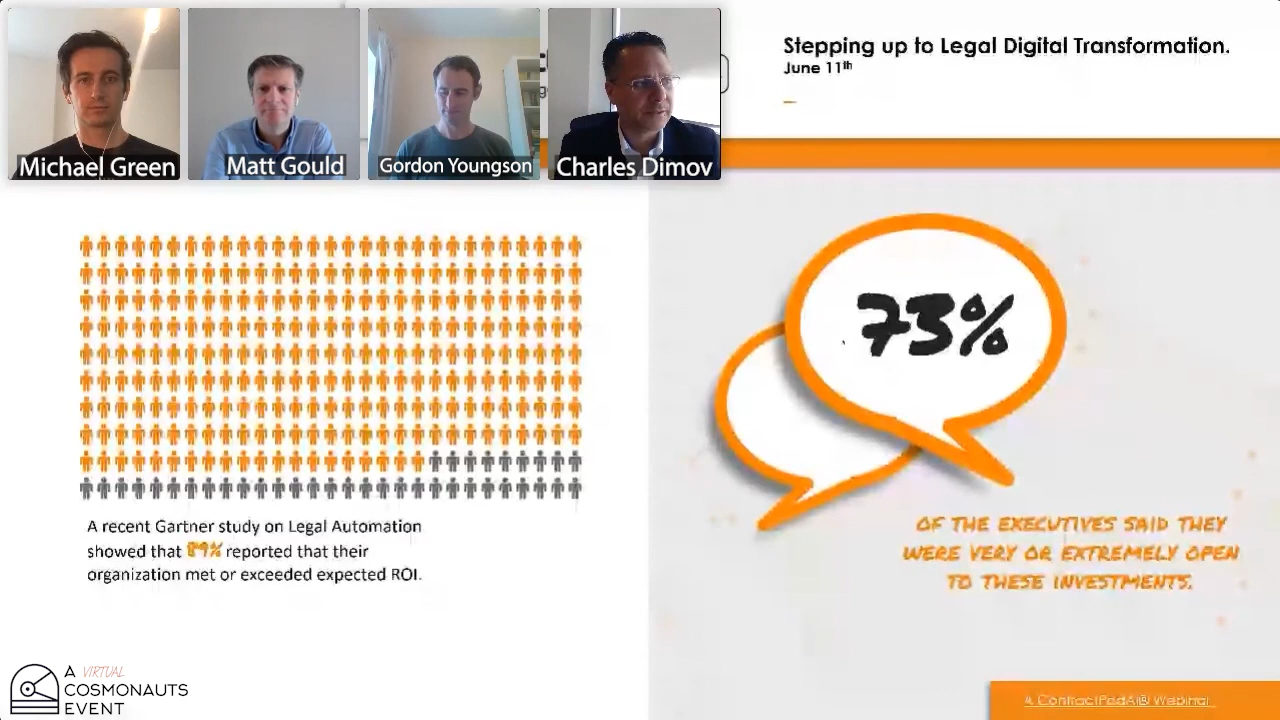 Michael Green
Matt Gould
Gordon Youngson
Charles Dimov
Stepping up to Legal Digital Transformation.
June 11th
A recent Gartner study on Legal Automation
showed that 89% reported that their
organization met or exceeded expected ROI.
73%
OF THE EXECUTIVES SAID THEY
WERE VERY OR EXTREMELY OPEN
TO THESE INVESTMENTS.
A VIRTUAL
COSMONAUTS
EVENT
A ContractPodAi® Webinar